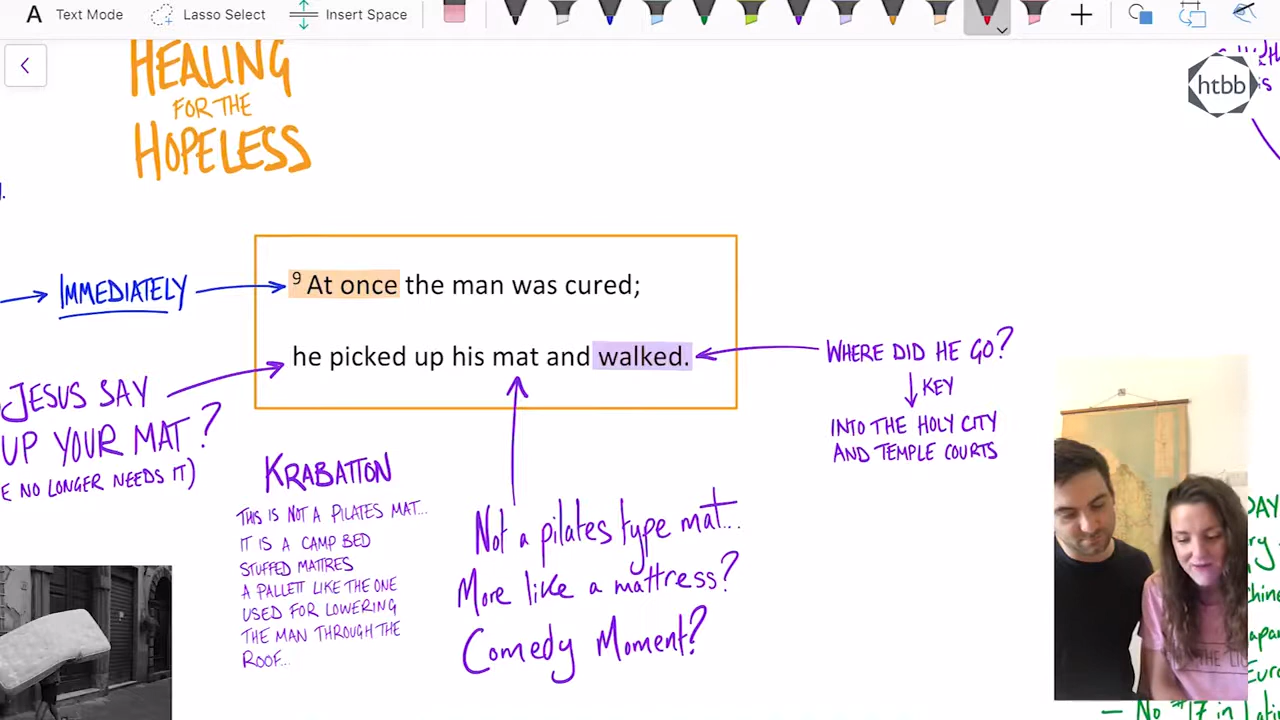 A Text Mode Lasso Select Insert Space
HEALING
FOR THE
HOPELESS
htbb
IMMEDIATELY
9 At once the man was cured;
he picked up his mat and walked.
JESUS SAY
UP YOUR MAT?
NO LONGER NEEDS IT)
WHERE DID HE GO?
KEY
INTO THE HOLY CITY
AND TEMPLE COURTS
KRABATTON
THIS IS NOT A PILATES MAT...
IT IS A CAMP BED
STUFFED MATTRES
A PALLETT LIKE THE ONE
USED FOR LOWERING
THE MAN THROUGH THE
ROOF...
Not a pilates type mat...
More like a mattress?
Comedy Moment?
- No #17 in